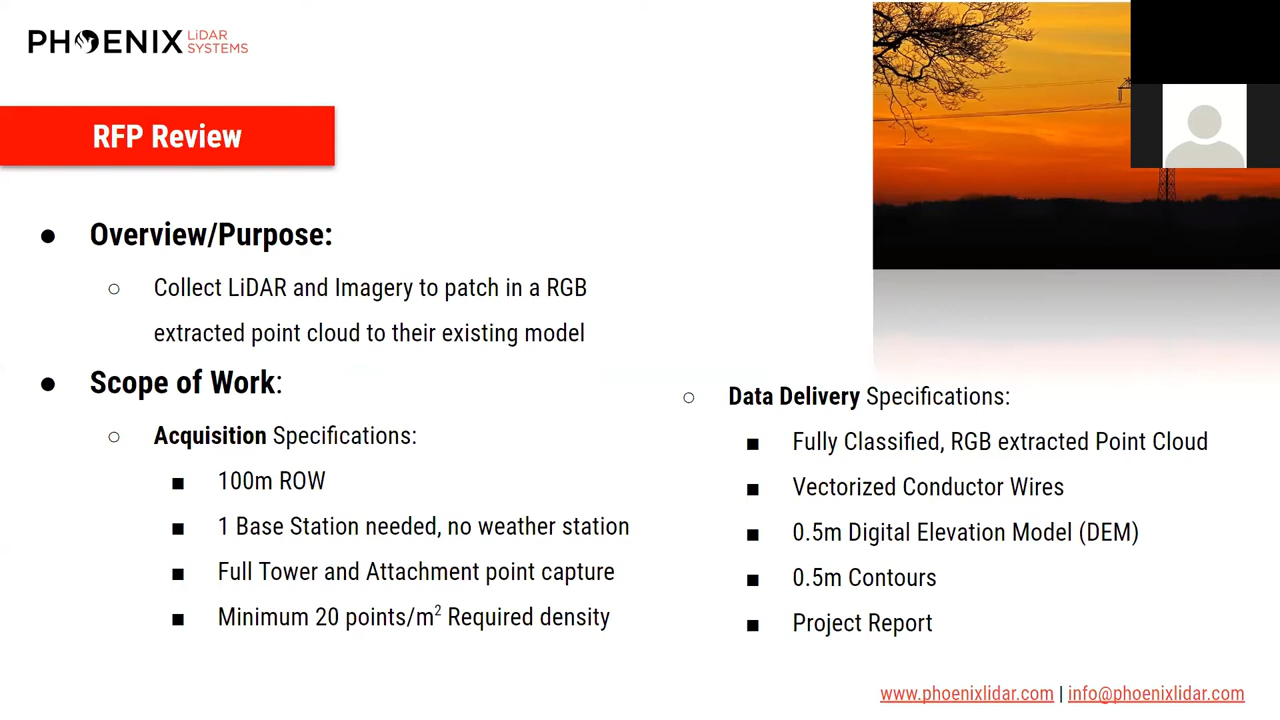 PHOENIX LiDAR SYSTEMS
RFP Review
● Overview/Purpose:
○ Collect LiDAR and Imagery to patch in a RGB
extracted point cloud to their existing model
● Scope of Work:
○ Acquisition Specifications:
■ 100m ROW
■ 1 Base Station needed, no weather station
■ Full Tower and Attachment point capture
■ Minimum 20 points/m² Required density
○ Data Delivery Specifications:
■ Fully Classified, RGB extracted Point Cloud
■ Vectorized Conductor Wires
■ 0.5m Digital Elevation Model (DEM)
■ 0.5m Contours
■ Project Report
www.phoenixlidar.com | info@phoenixlidar.com